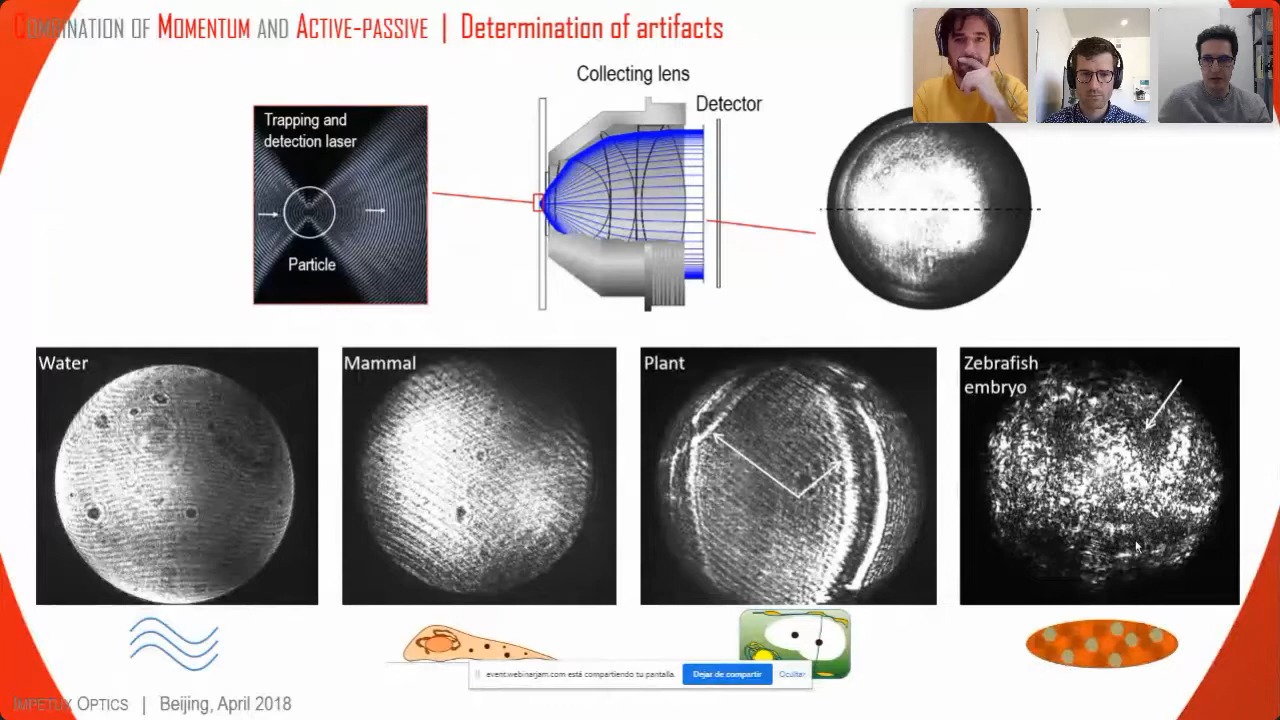 COMBINATION OF MOMENTUM AND ACTIVE-PASSIVE | Determination of artifacts
Collecting lens
Detector
Trapping and
detection laser
Particle
Water
Mammal
Plant
Zebrafish
embryo
event.webinarjam.com está compartiendo tu pantalla.
Dejar de compartir
Ocultar
IMPETUX OPTICS | Beijing, April 2018